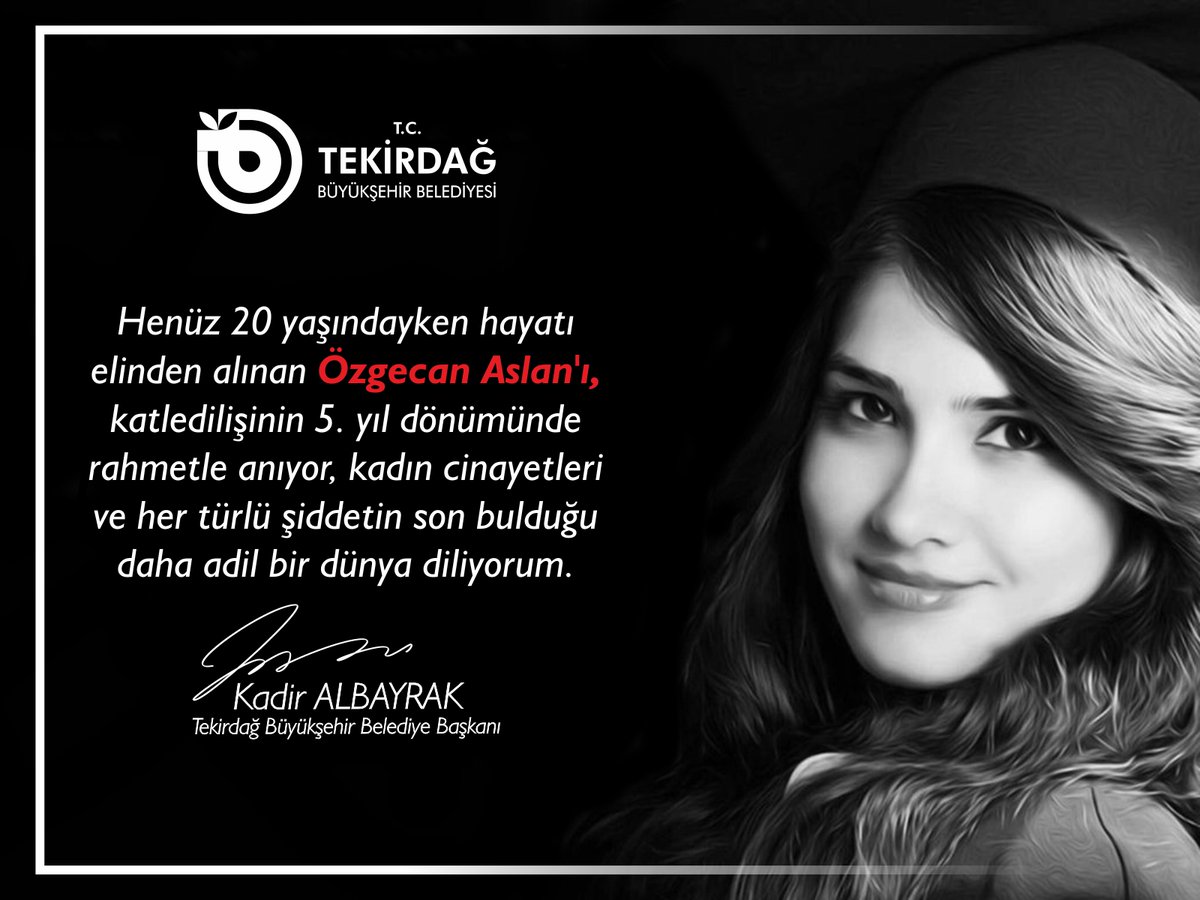 T.C.
TEKİRDAĞ
BÜYÜKŞEHİR BELEDİYESİ
Henüz 20 yaşındayken hayatı
elinden alınan Özgecan Aslan'ı,
katledilişinin 5. yıl dönümünde
rahmetle anıyor, kadın cinayetleri
ve her türlü şiddetin son bulduğu
daha adil bir dünya diliyorum.
Kadir ALBAYRAK
Tekirdağ Büyükşehir Belediye Başkanı